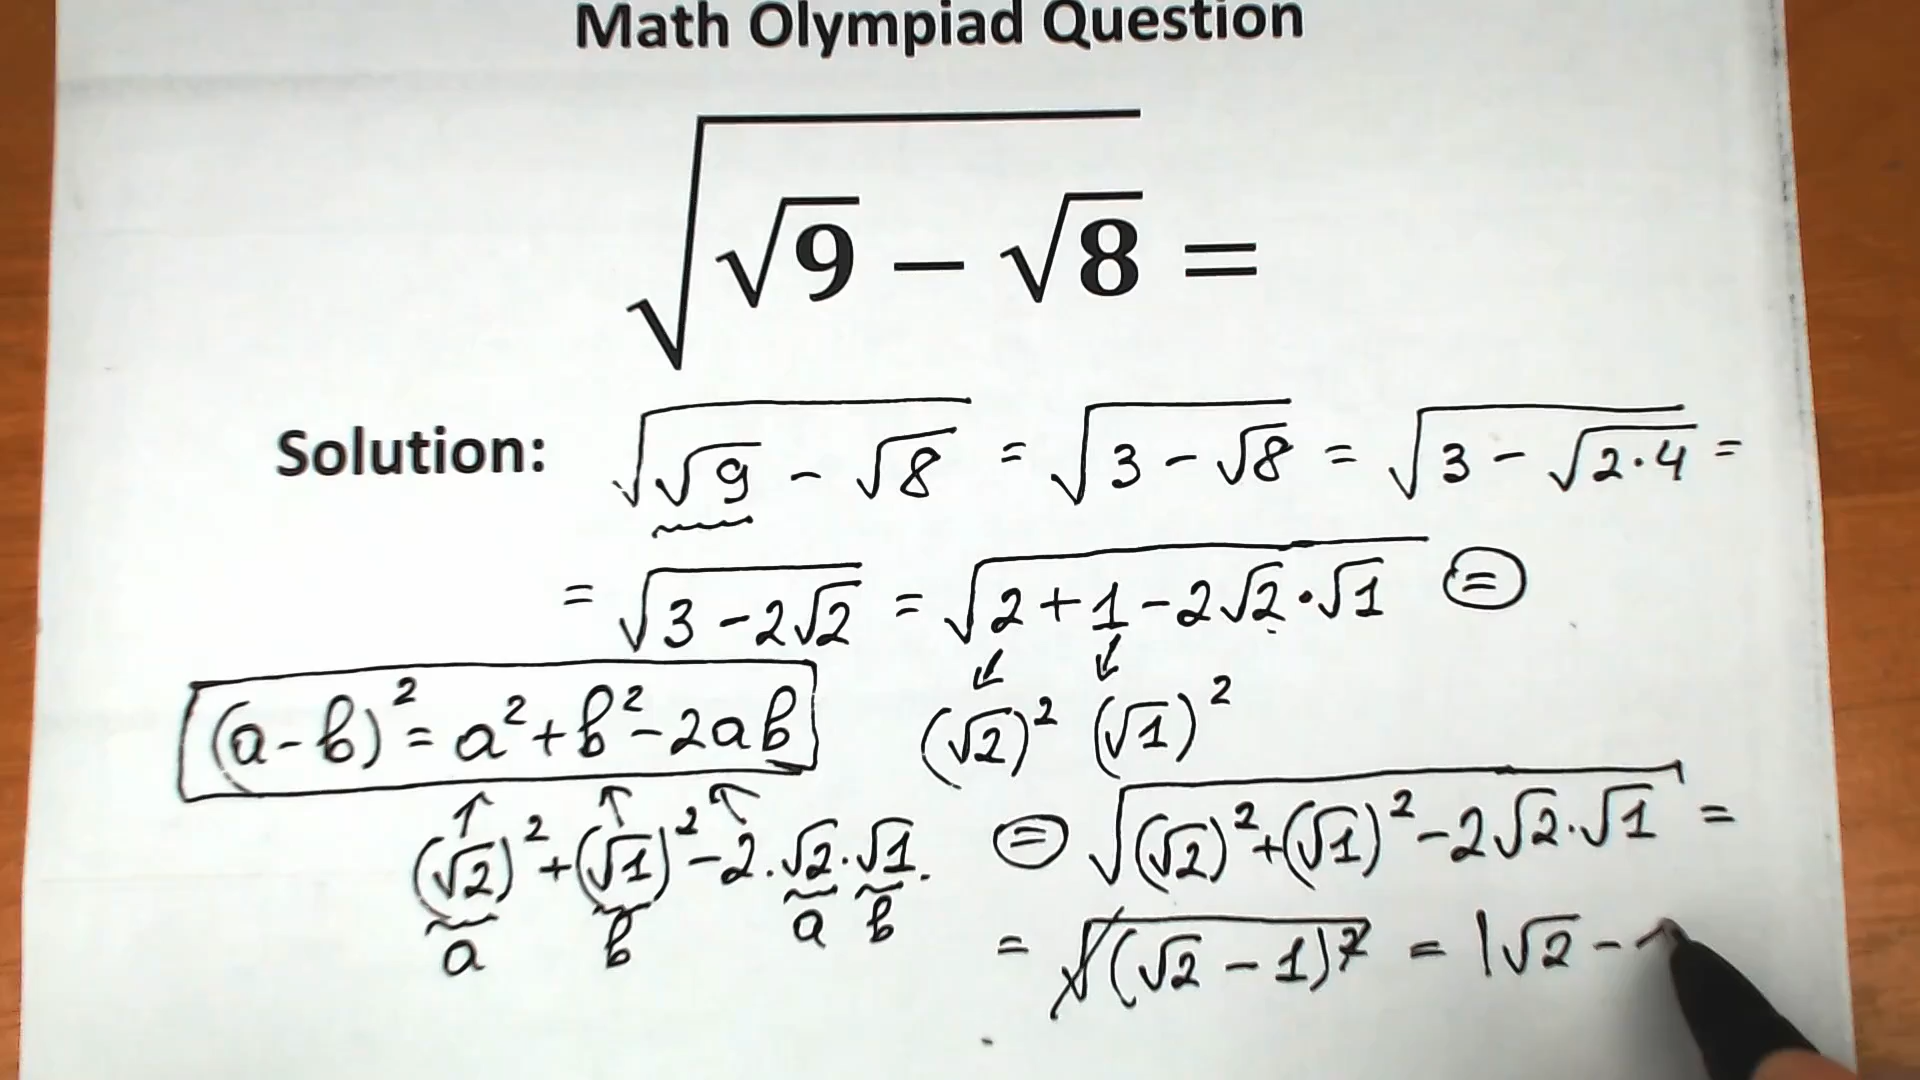 Math Olympiad Question
√(√9 − √8) =
Solution: √(√9 − √8) = √(3 − √8) = √(3 − √(2·4)) =
= √(3 − 2√2) = √(2 + 1 − 2√2 · √1) =
(a − b)² = a² + b² − 2ab
(√2)² (√1)²
(√2)² + (√1)² − 2 · √2 · √1.
a b a b
= √((√2)² + (√1)² − 2√2 · √1) =
= √((√2 − 1)²) = |√2 −